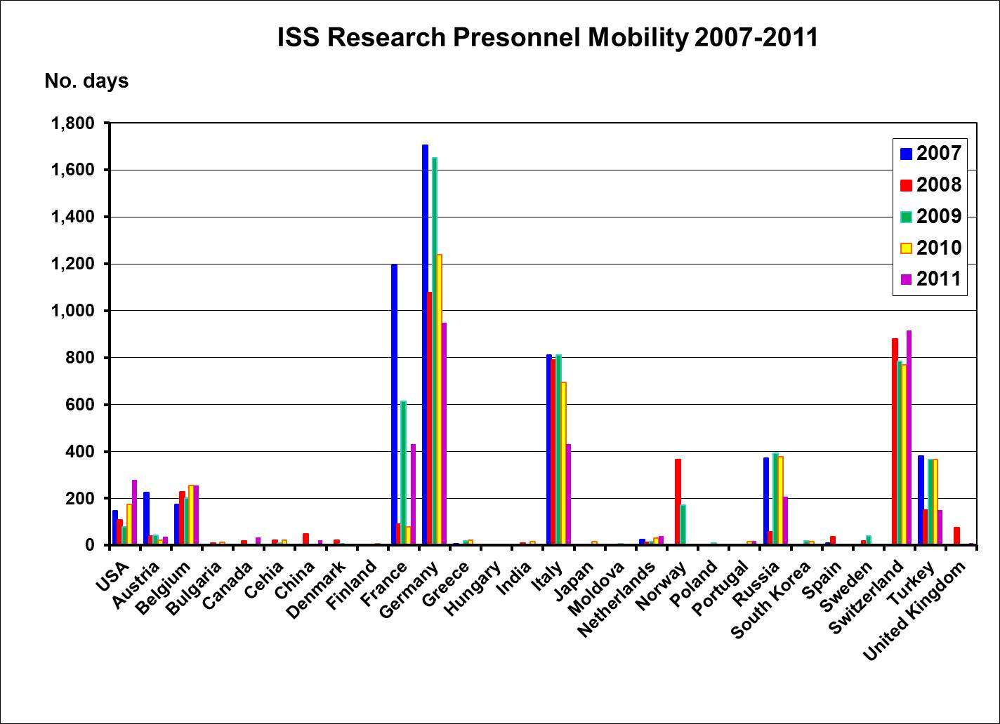 ISS Research Presonnel Mobility 2007-2011
No. days
1,800
1,600
1,400
1,200
1,000
800
600
400
200
0
2007
2008
2009
2010
2011
USA
Austria
Belgium
Bulgaria
Canada
Cehia
China
Denmark
Finland
France
Germany
Greece
Hungary
India
Italy
Japan
Moldova
Netherlands
Norway
Poland
Portugal
Russia
South Korea
Spain
Sweden
Switzerland
Turkey
United Kingdom